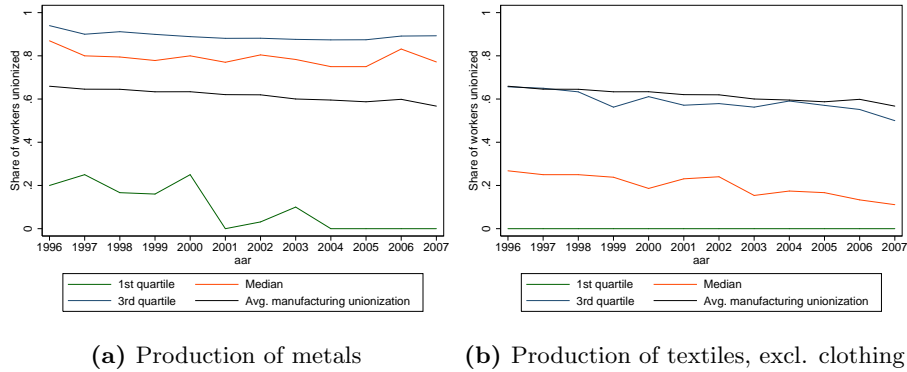 Share of workers unionized
0 .2 .4 .6 .8 1
1996 1997 1998 1999 2000 2001 2002 2003 2004 2005 2006 2007
aar
1st quartile Median
3rd quartile Avg. manufacturing unionization
(a) Production of metals
Share of workers unionized
0 .2 .4 .6 .8 1
1996 1997 1998 1999 2000 2001 2002 2003 2004 2005 2006 2007
aar
1st quartile Median
3rd quartile Avg. manufacturing unionization
(b) Production of textiles, excl. clothing